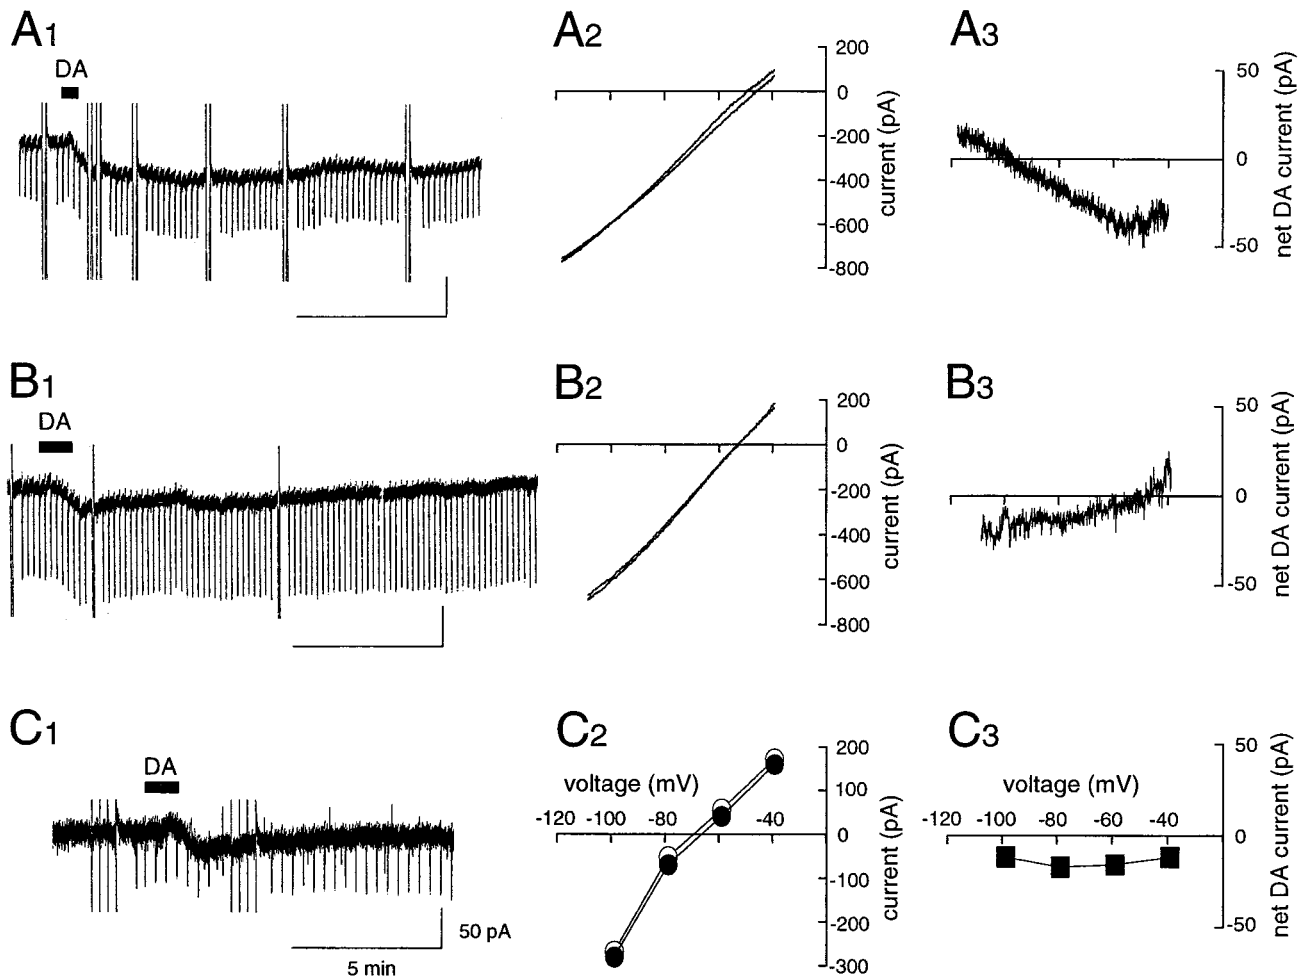 A1
DA
A2
200
0
-200
-400
-600
-800
current (pA)
A3
50
0
-50
net DA current (pA)
B1
DA
B2
200
0
-200
-400
-600
-800
current (pA)
B3
50
0
-50
net DA current (pA)
C1
DA
50 pA
5 min
C2
voltage (mV)
-120 -100 -80 -60 -40
200
100
0
-100
-200
-300
current (pA)
C3
voltage (mV)
-120 -100 -80 -60 -40
50
0
-50
net DA current (pA)